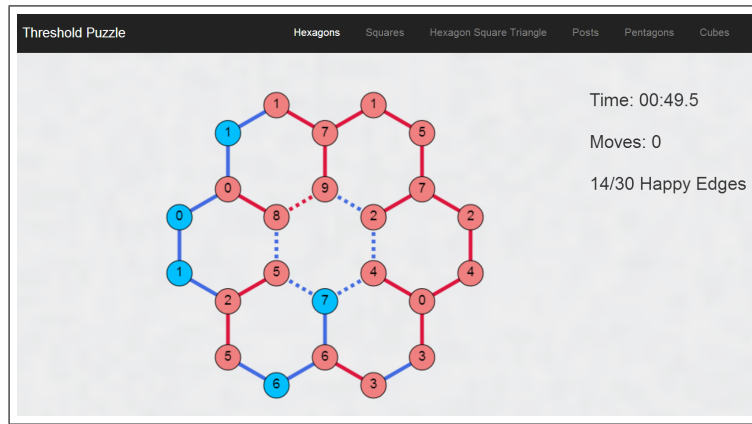 Threshold Puzzle Hexagons Squares Hexagon Square Triangle Posts Pentagons Cubes
Time: 00:49.5
Moves: 0
14/30 Happy Edges
1 1
1 7 5
0 9 7
0 8 2 2
1 5 4 4
2 7 0
5 6 3
6 3